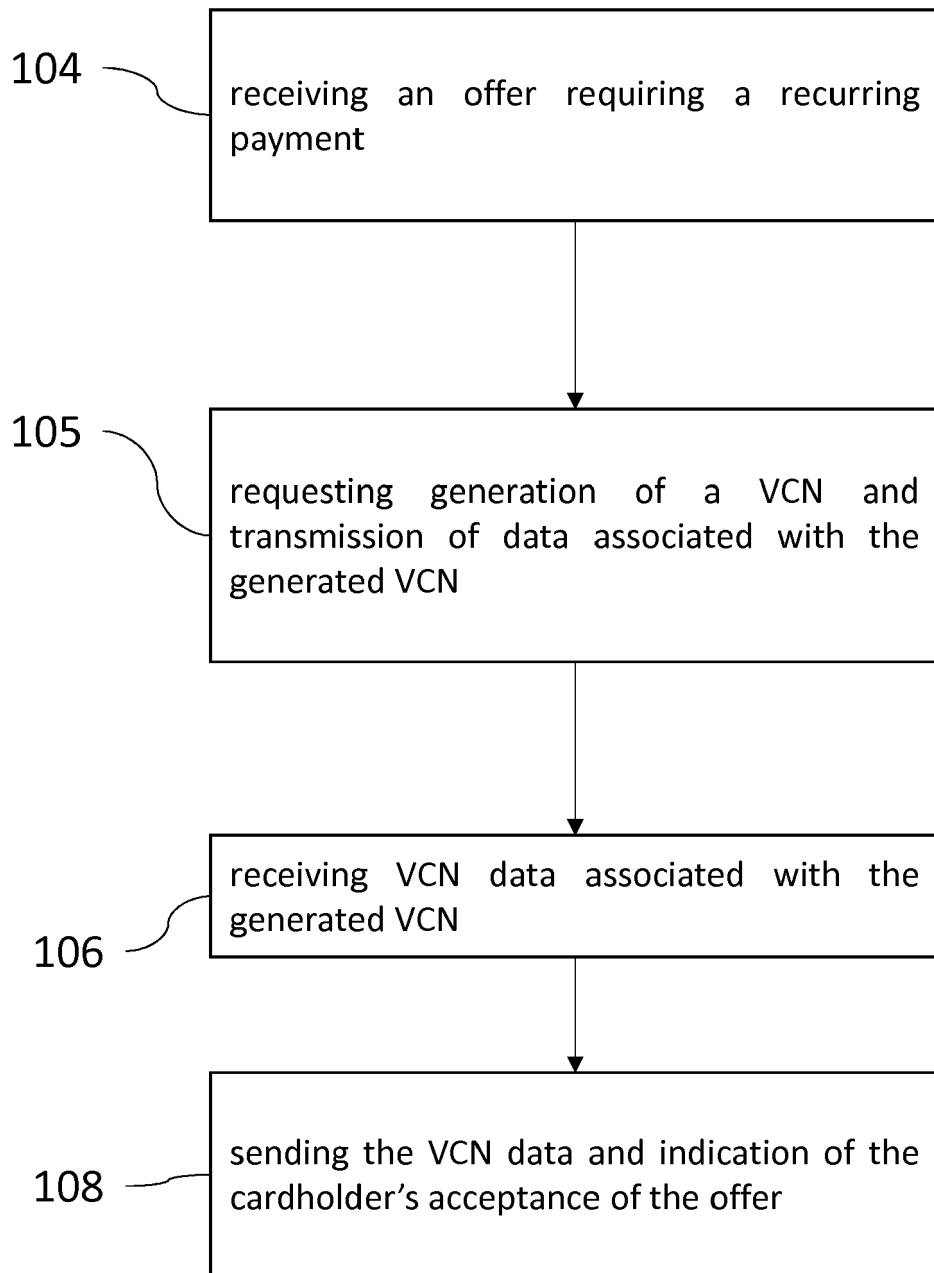 104
receiving an offer requiring a recurring
payment
105
requesting generation of a VCN and
transmission of data associated with the
generated VCN
receiving VCN data associated with the
generated VCN
106
sending the VCN data and indication of the
cardholder’s acceptance of the offer
108